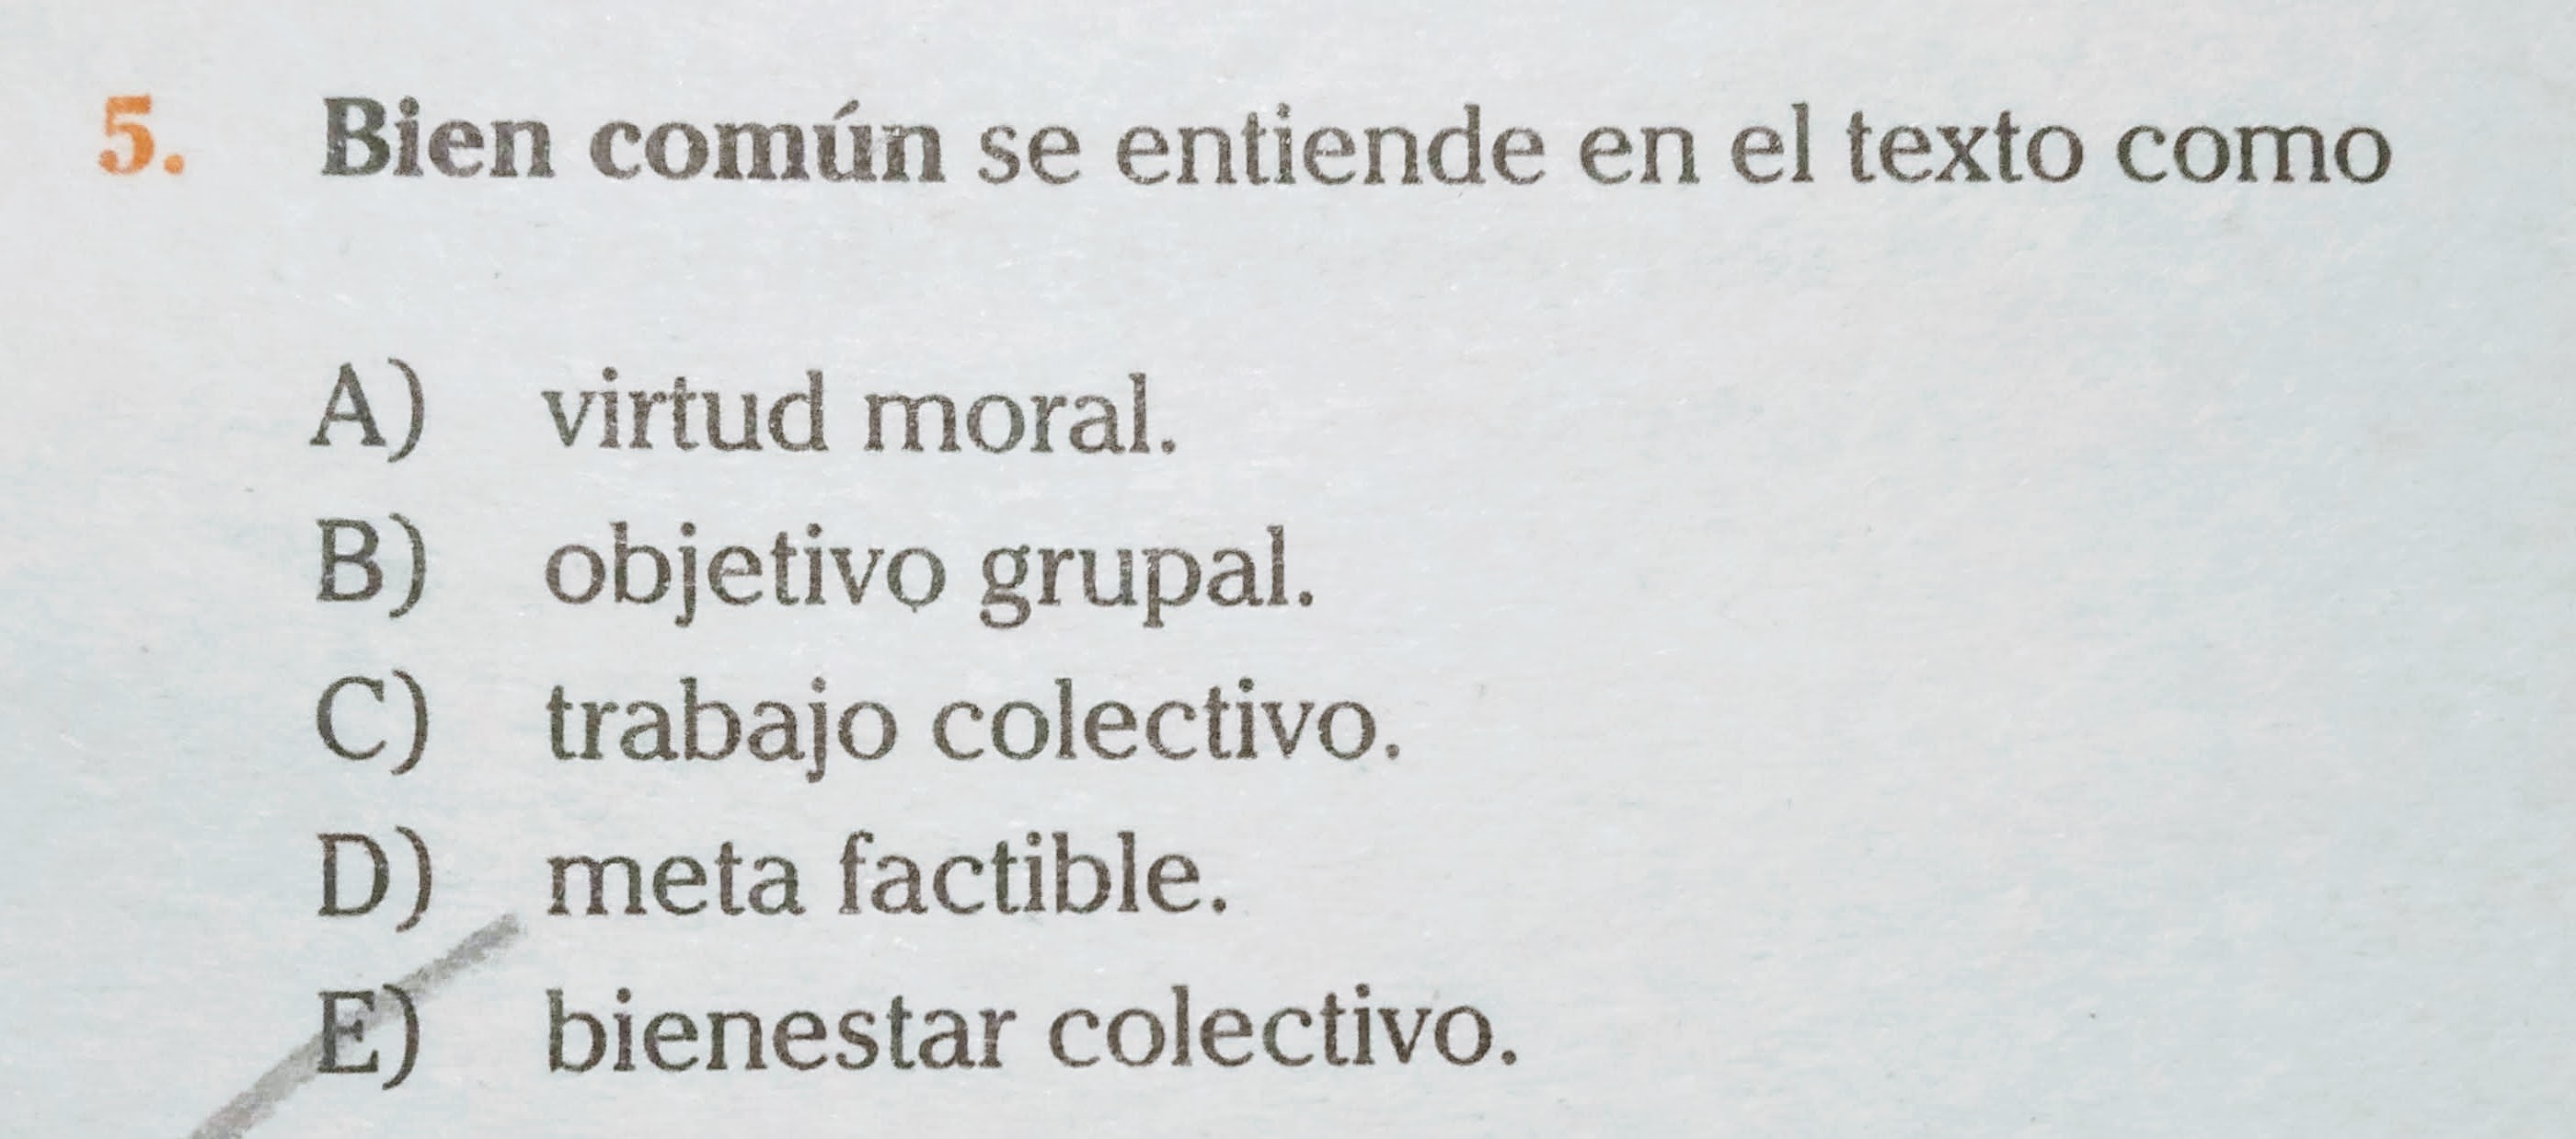 5. Bien común se entiende en el texto como
A) virtud moral.
B) objetivo grupal.
C) trabajo colectivo.
D) meta factible.
E) bienestar colectivo.